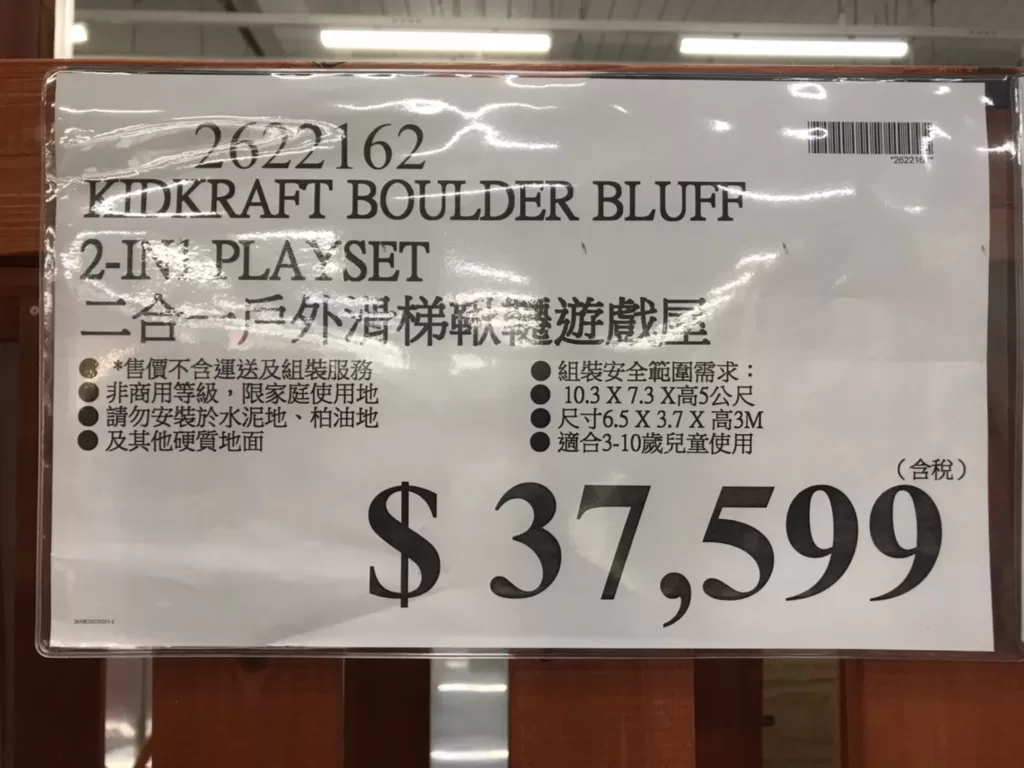 2622162
KIDKRAFT BOULDER BLUFF
2-IN1 PLAYSET
二合一戶外滑梯鞦韆遊戲屋
*售價不含運送及組裝服務
非商用等級，限家庭使用地
請勿安裝於水泥地、柏油地
及其他硬質地面
組裝安全範圍需求：
10.3 X 7.3 X高5公尺
尺寸6.5 X 3.7 X 高3M
適合3-10歲兒童使用
（含稅）
$ 37,599